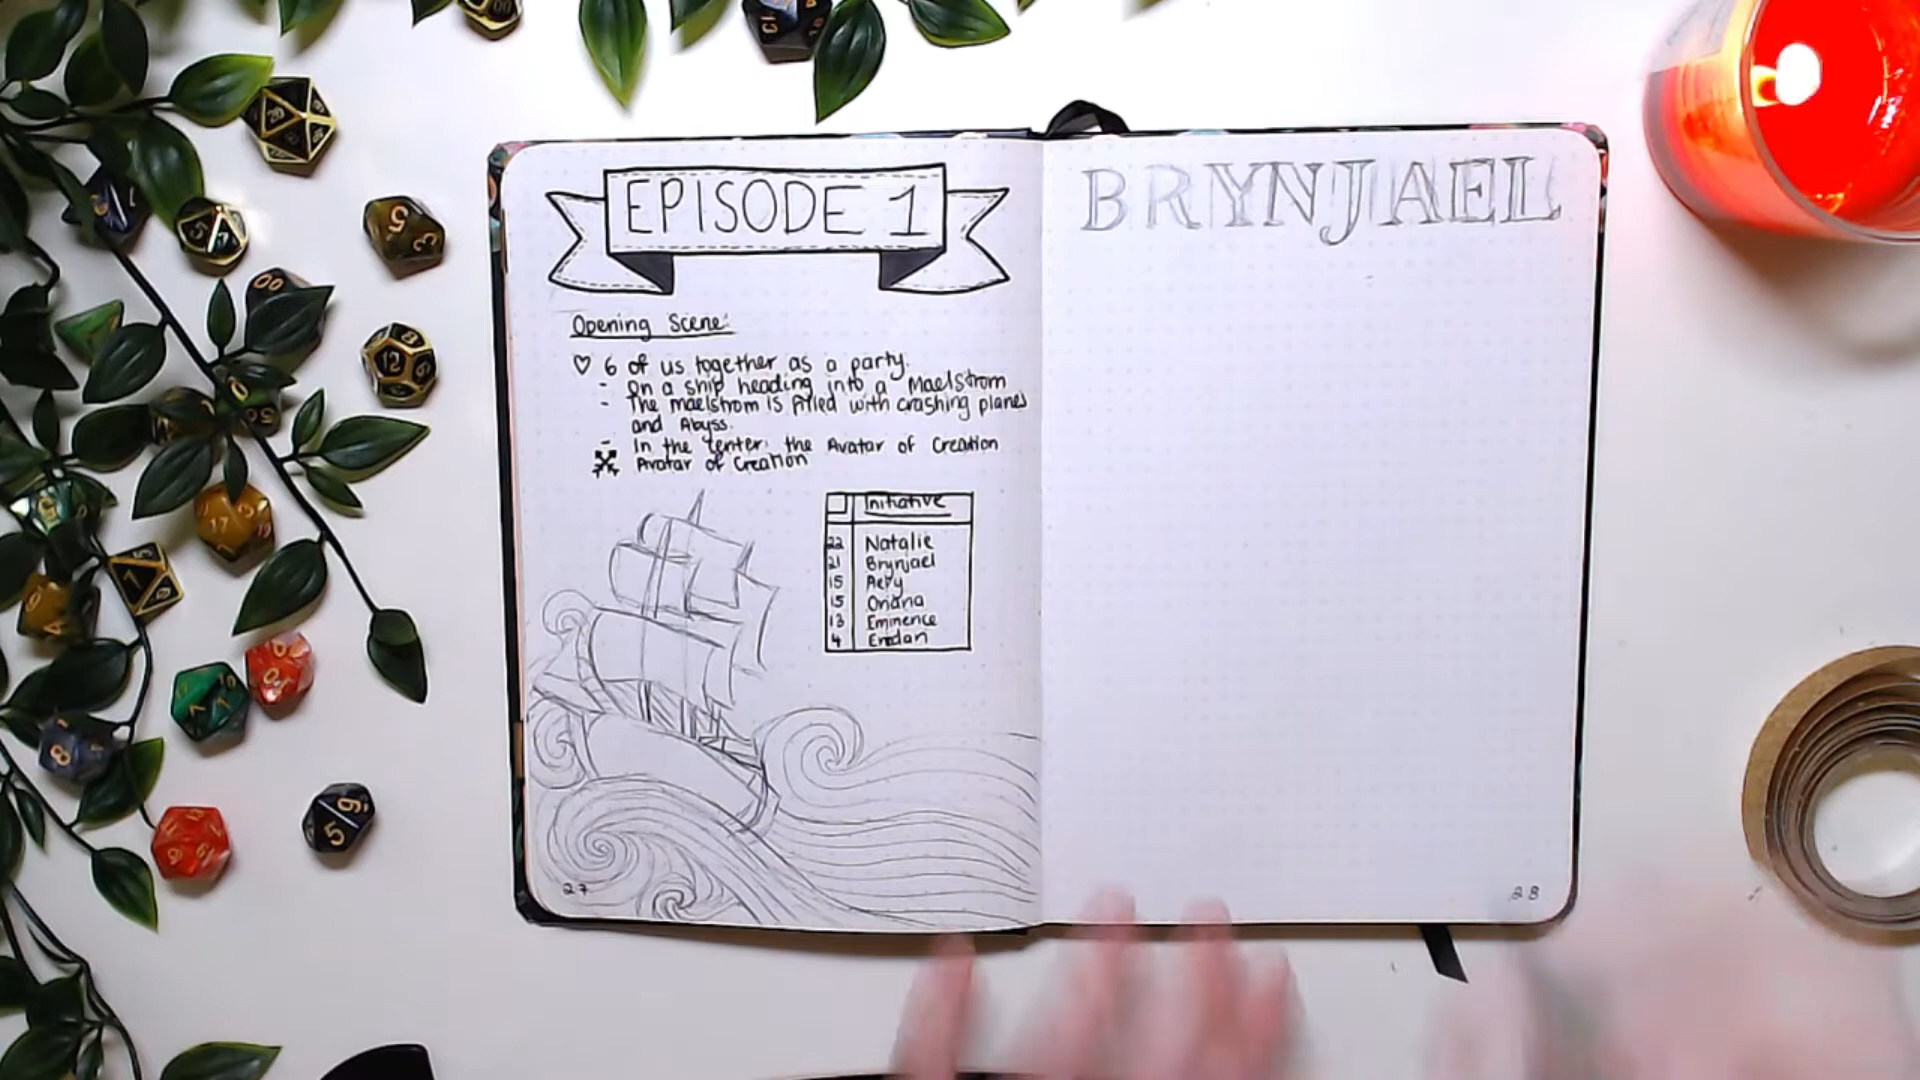 EPISODE 1
Opening Scene:
♡ 6 of us together as a party.
- On a ship heading into a Maelstrom
- The maelstrom is filled with crashing planes
and Abyss.
- In the center: the Avatar of Creation
Avatar of Creation
Initiative
22 Natalie
21 Brynjael
15 Aery
15 Oriana
13 Eminence
4 Erdan
27
BRYNJAEL
28